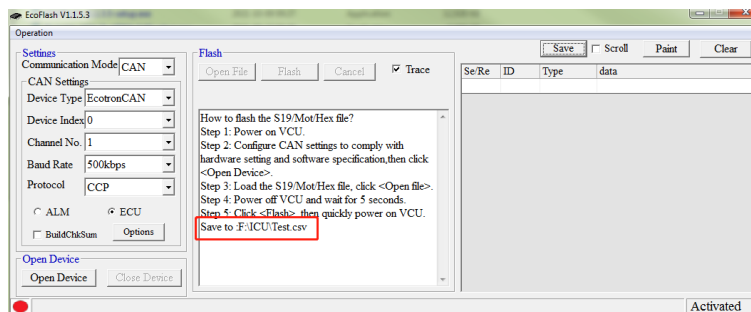 EcoFlash V1.1.5.3
Operation
Settings
Communication Mode CAN
CAN Settings
Device Type EcotronCAN
Device Index 0
Channel No. 1
Baud Rate 500kbps
Protocol CCP
ALM ECU
BuildChkSum Options
Open Device
Open Device Close Device
Flash
Open File Flash Cancel Trace
How to flash the S19/Mot/Hex file?
Step 1: Power on VCU.
Step 2: Configure CAN settings to comply with
hardware setting and software specification,then click
<Open Device>.
Step 3: Load the S19/Mot/Hex file, click <Open file>.
Step 4: Power off VCU and wait for 5 seconds.
Step 5: Click <Flash>, then quickly power on VCU.
Save to :F:\ICU\Test.csv
Save Scroll Paint Clear
Se/Re ID Type data
Activated